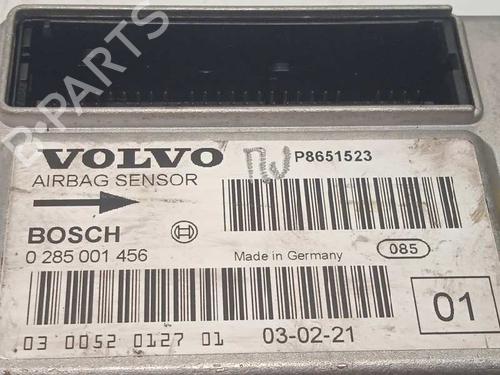 B-PARTS
VOLVO P8651523
AIRBAG SENSOR
BOSCH
0 285 001 456 Made in Germany 085
03 0052 0127 01 03-02-21 01